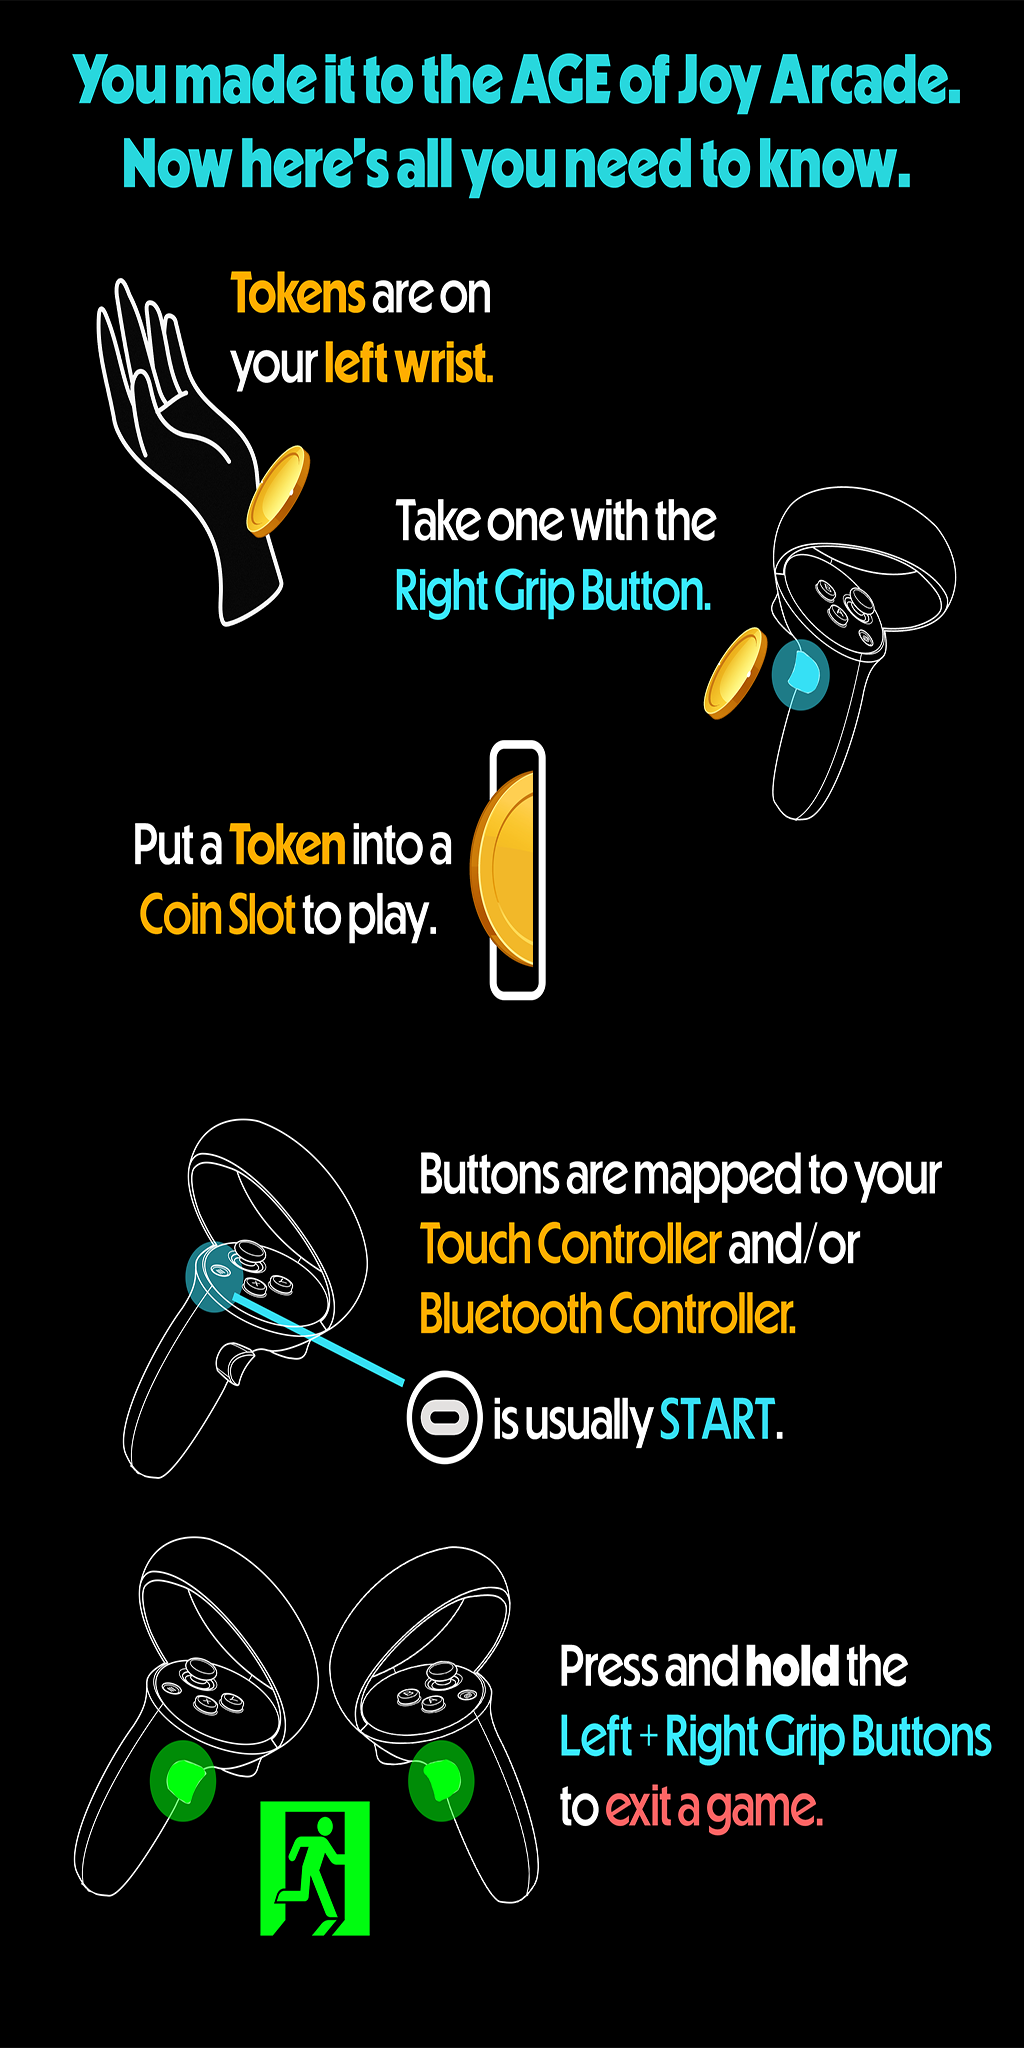 You made it to the AGE of Joy Arcade.
Now here's all you need to know.
Tokens are on
your left wrist.
Take one with the
Right Grip Button.
Put a Token into a
Coin Slot to play.
Buttons are mapped to your
Touch Controller and/or
Bluetooth Controller.
is usually START.
Press and hold the
Left + Right Grip Buttons
to exit a game.